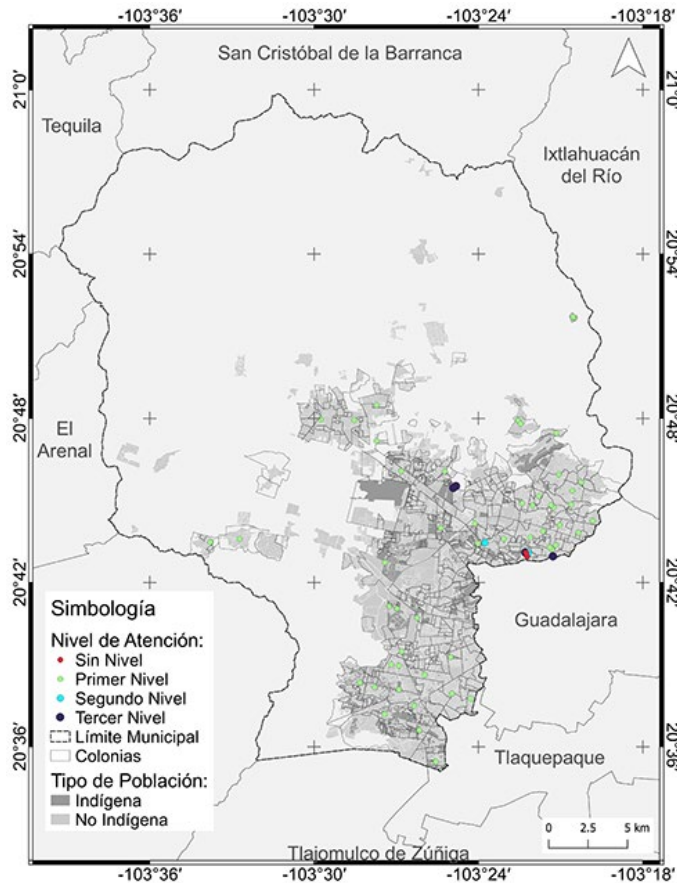 -103°36'
-103°30'
-103°24'
-103°18'
San Cristóbal de la Barranca
21°0'
21°0'
Tequila
Ixtlahuacán
del Río
20°54'
20°54'
20°48'
20°48'
El
Arenal
20°42'
20°42'
Guadalajara
Simbología
Nivel de Atención:
Sin Nivel
Primer Nivel
Segundo Nivel
Tercer Nivel
Límite Municipal
Colonias
Tipo de Población:
Indígena
No Indígena
20°36'
20°36'
Tlaquepaque
0 2.5 5 km
Tlajomulco de Zúñiga
-103°36'
-103°30'
-103°24'
-103°18'